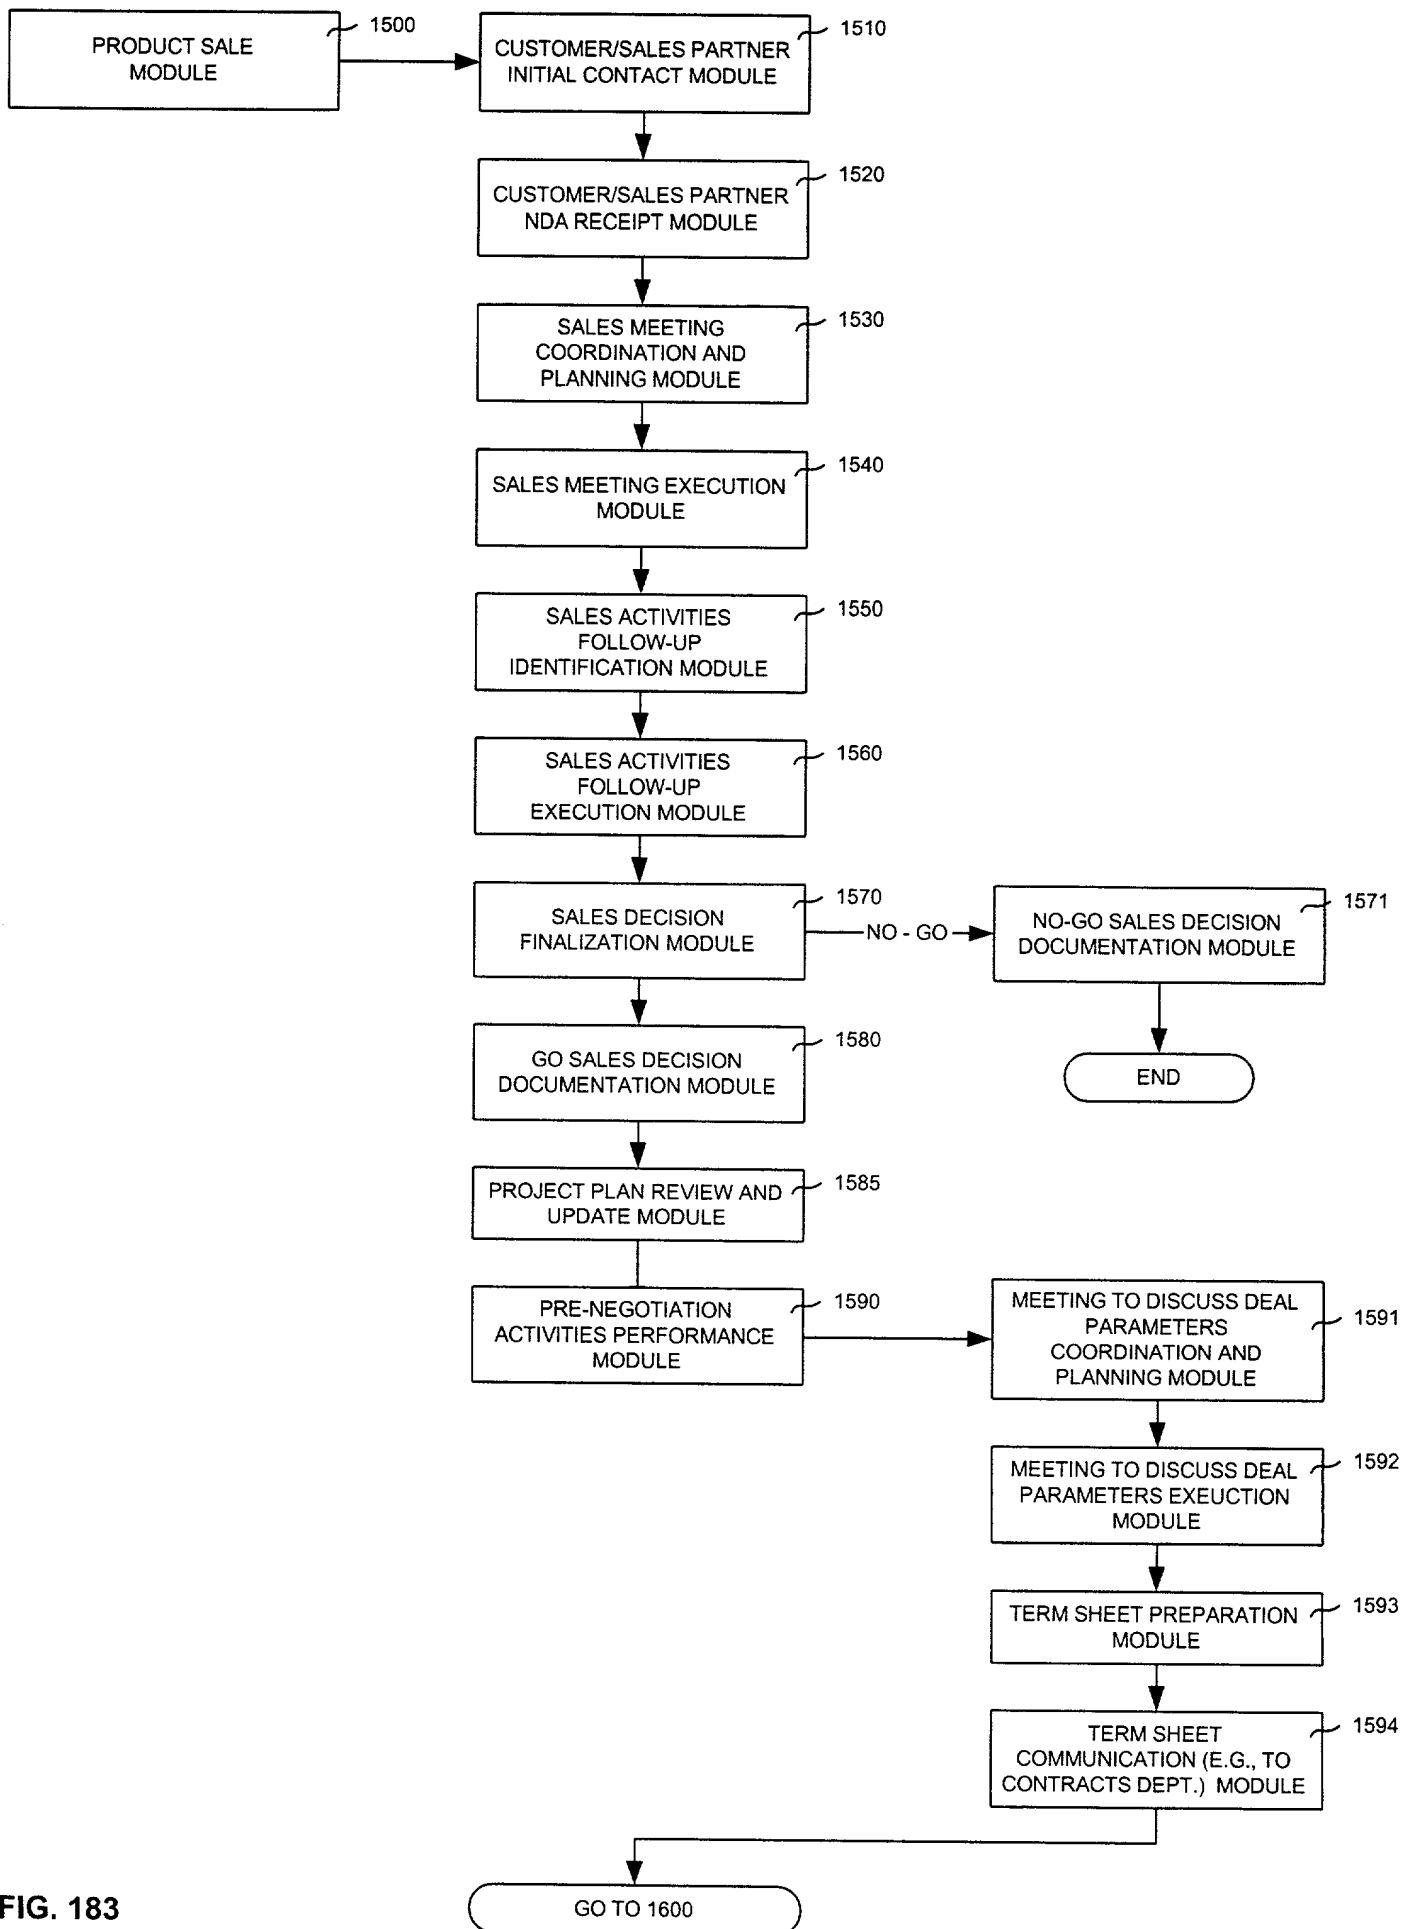 1500
PRODUCT SALE
MODULE
1510
CUSTOMER/SALES PARTNER
INITIAL CONTACT MODULE
1520
CUSTOMER/SALES PARTNER
NDA RECEIPT MODULE
1530
SALES MEETING
COORDINATION AND
PLANNING MODULE
1540
SALES MEETING EXECUTION
MODULE
1550
SALES ACTIVITIES
FOLLOW-UP
IDENTIFICATION MODULE
1560
SALES ACTIVITIES
FOLLOW-UP
EXECUTION MODULE
1570
SALES DECISION
FINALIZATION MODULE
NO - GO
1571
NO-GO SALES DECISION
DOCUMENTATION MODULE
END
1580
GO SALES DECISION
DOCUMENTATION MODULE
1585
PROJECT PLAN REVIEW AND
UPDATE MODULE
1590
PRE-NEGOTIATION
ACTIVITIES PERFORMANCE
MODULE
1591
MEETING TO DISCUSS DEAL
PARAMETERS
COORDINATION AND
PLANNING MODULE
1592
MEETING TO DISCUSS DEAL
PARAMETERS EXEUCTION
MODULE
1593
TERM SHEET PREPARATION
MODULE
1594
TERM SHEET
COMMUNICATION (E.G., TO
CONTRACTS DEPT.) MODULE
GO TO 1600
FIG. 183